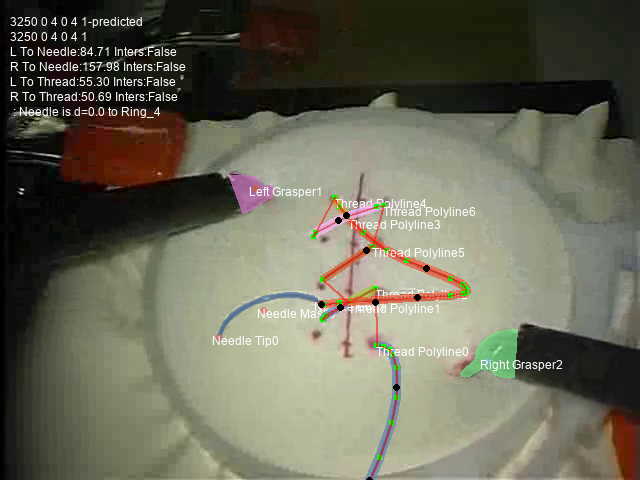 3250 0 4 0 4 1-predicted
3250 0 4 0 4 1
L To Needle:84.71 Inters:False
R To Needle:157.98 Inters:False
L To Thread:55.30 Inters:False
R To Thread:50.69 Inters:False
: Needle is d=0.0 to Ring_4
Left Grasper1
Thread Polyline4
Thread Polyline6
Thread Polyline3
Thread Polyline5
Needle
Needle Tip0
Thread Polyline0
Right Grasper2